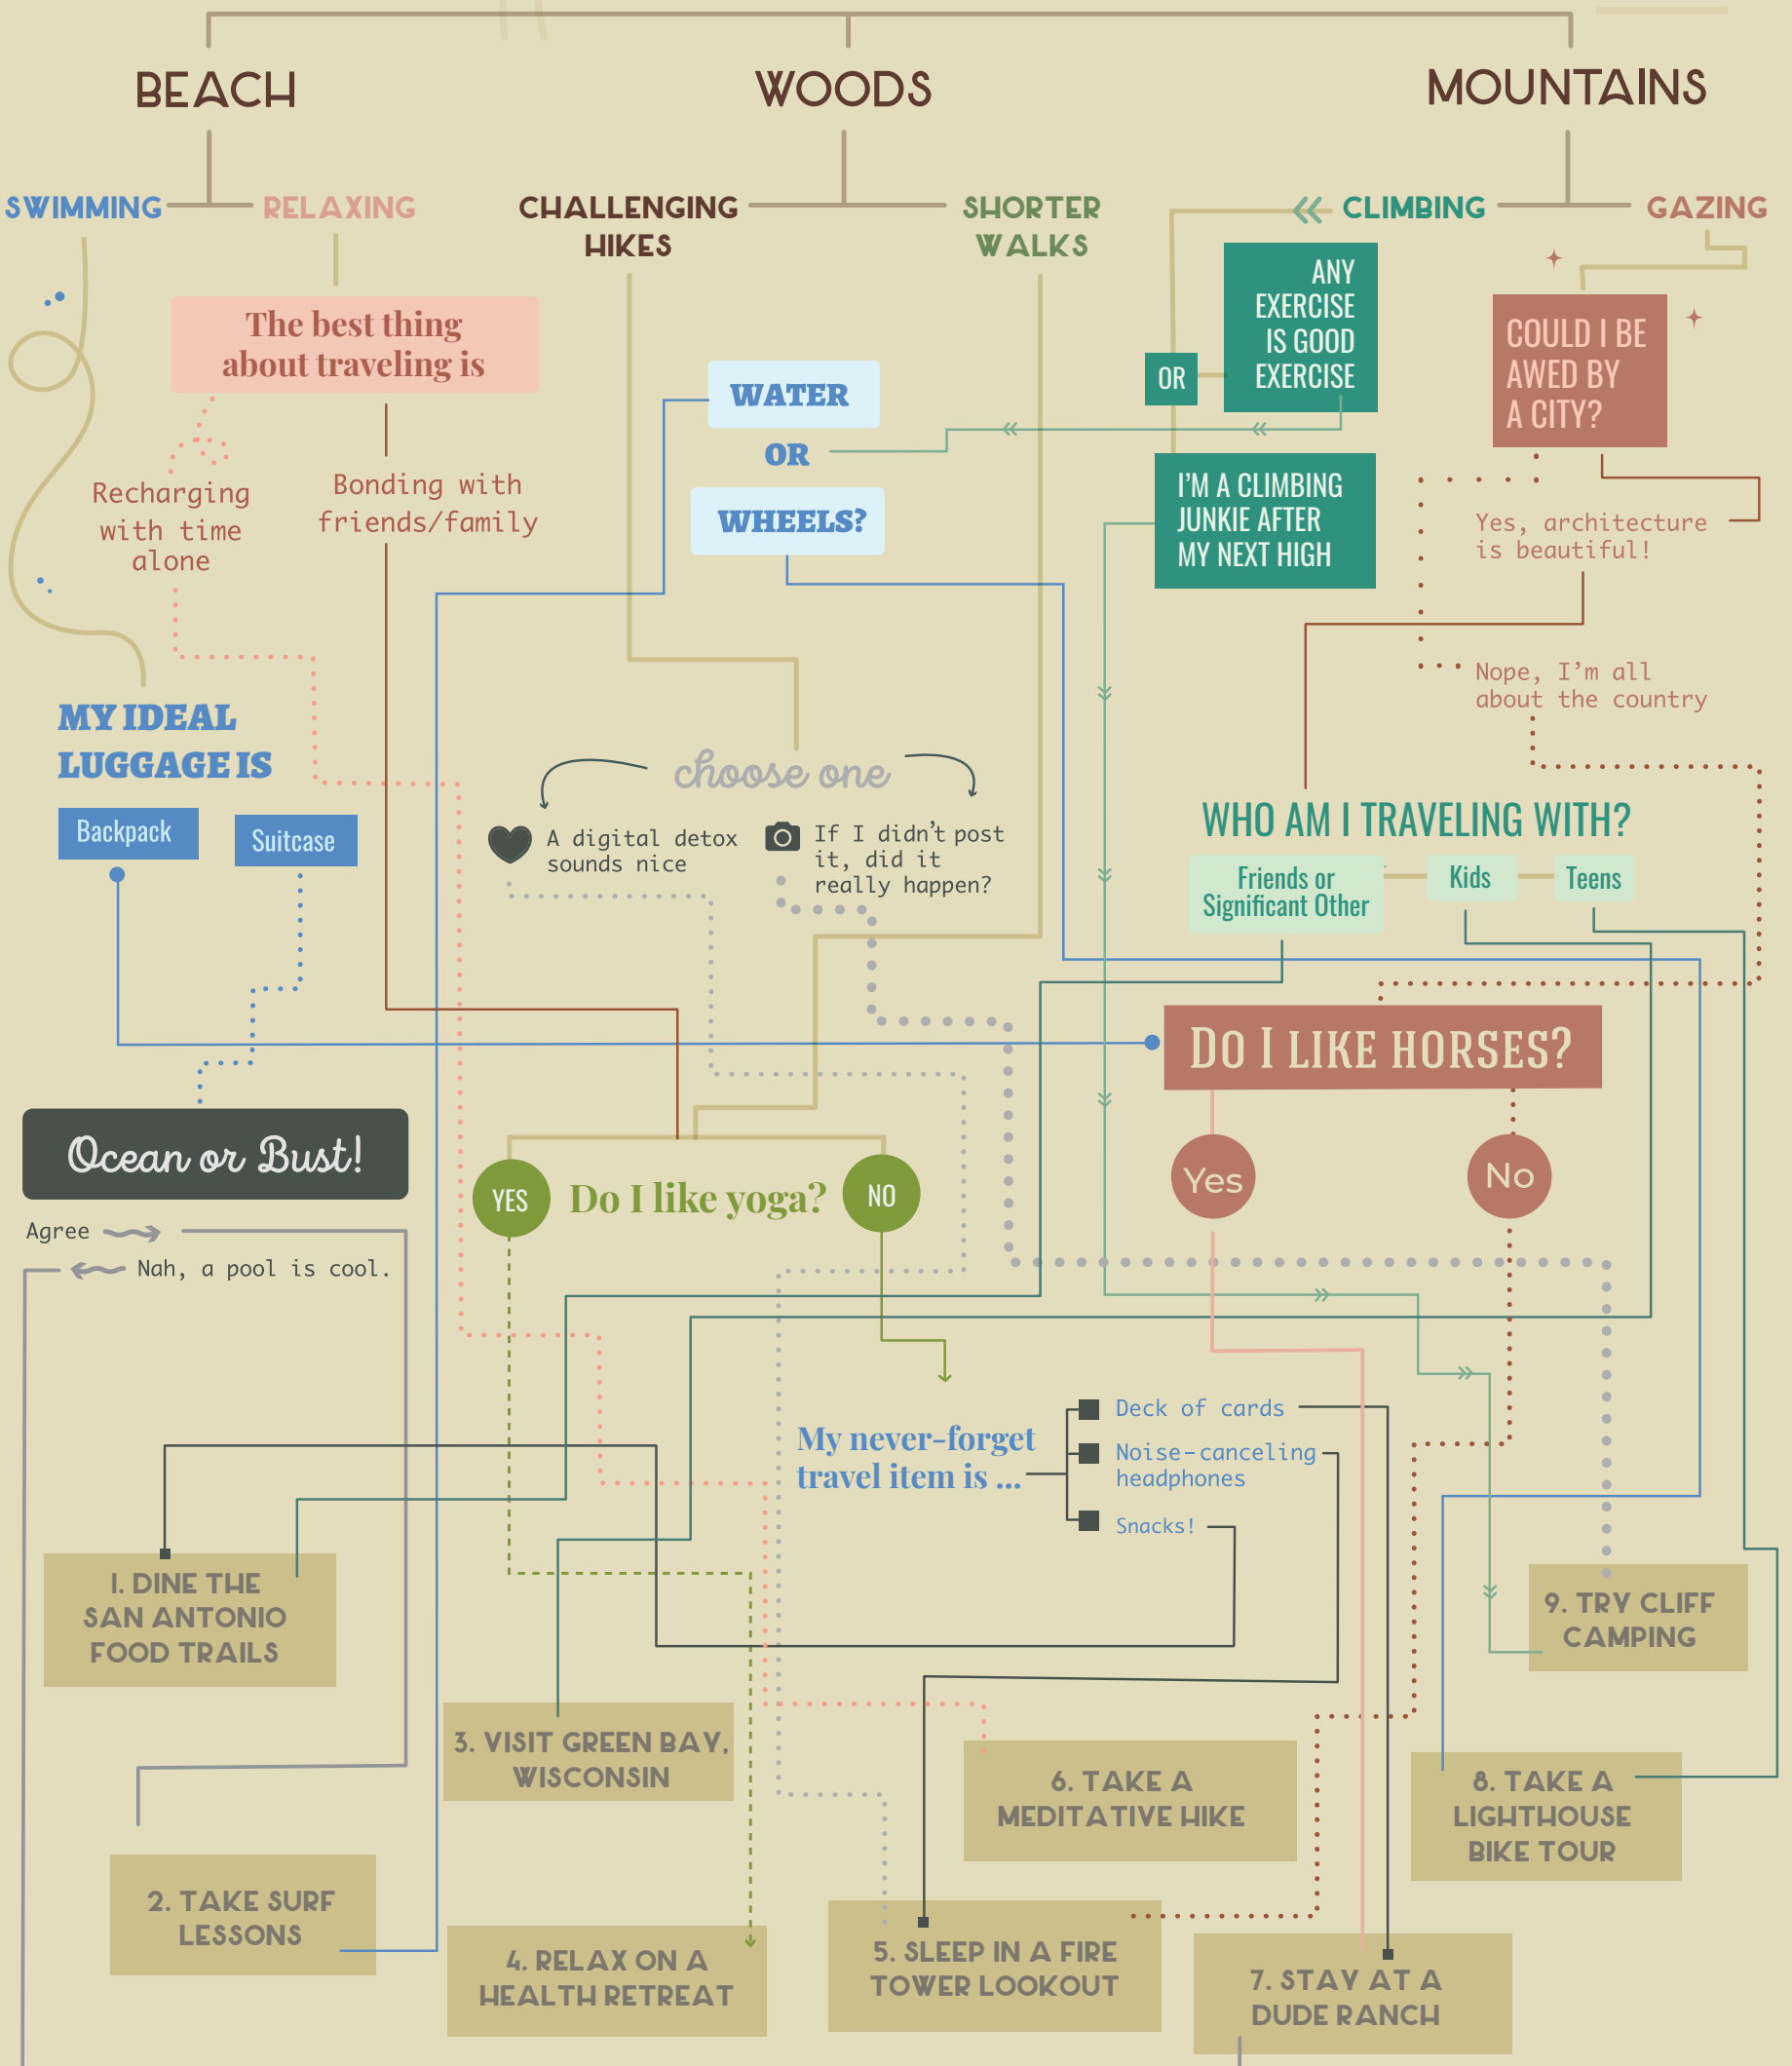 BEACH
WOODS
MOUNTAINS
SWIMMING
RELAXING
CHALLENGING
HIKES
SHORTER
WALKS
CLIMBING
GAZING
The best thing
about traveling is
Recharging
with time
alone
Bonding with
friends/family
WATER
OR
WHEELS?
ANY
EXERCISE
IS GOOD
EXERCISE
OR
I'M A CLIMBING
JUNKIE AFTER
MY NEXT HIGH
COULD I BE
AWED BY
A CITY?
Yes, architecture
is beautiful!
Nope, I'm all
about the country
MY IDEAL
LUGGAGE IS
Backpack
Suitcase
choose one
A digital detox
sounds nice
If I didn't post
it, did it
really happen?
WHO AM I TRAVELING WITH?
Friends or
Significant Other
Kids
Teens
DO I LIKE HORSES?
Yes
No
Ocean or Bust!
Agree
Nah, a pool is cool.
YES
Do I like yoga?
NO
My never-forget
travel item is ...
Deck of cards
Noise-canceling
headphones
Snacks!
1. DINE THE
SAN ANTONIO
FOOD TRAILS
2. TAKE SURF
LESSONS
3. VISIT GREEN BAY,
WISCONSIN
4. RELAX ON A
HEALTH RETREAT
5. SLEEP IN A FIRE
TOWER LOOKOUT
6. TAKE A
MEDITATIVE HIKE
7. STAY AT A
DUDE RANCH
8. TAKE A
LIGHTHOUSE
BIKE TOUR
9. TRY CLIFF
CAMPING